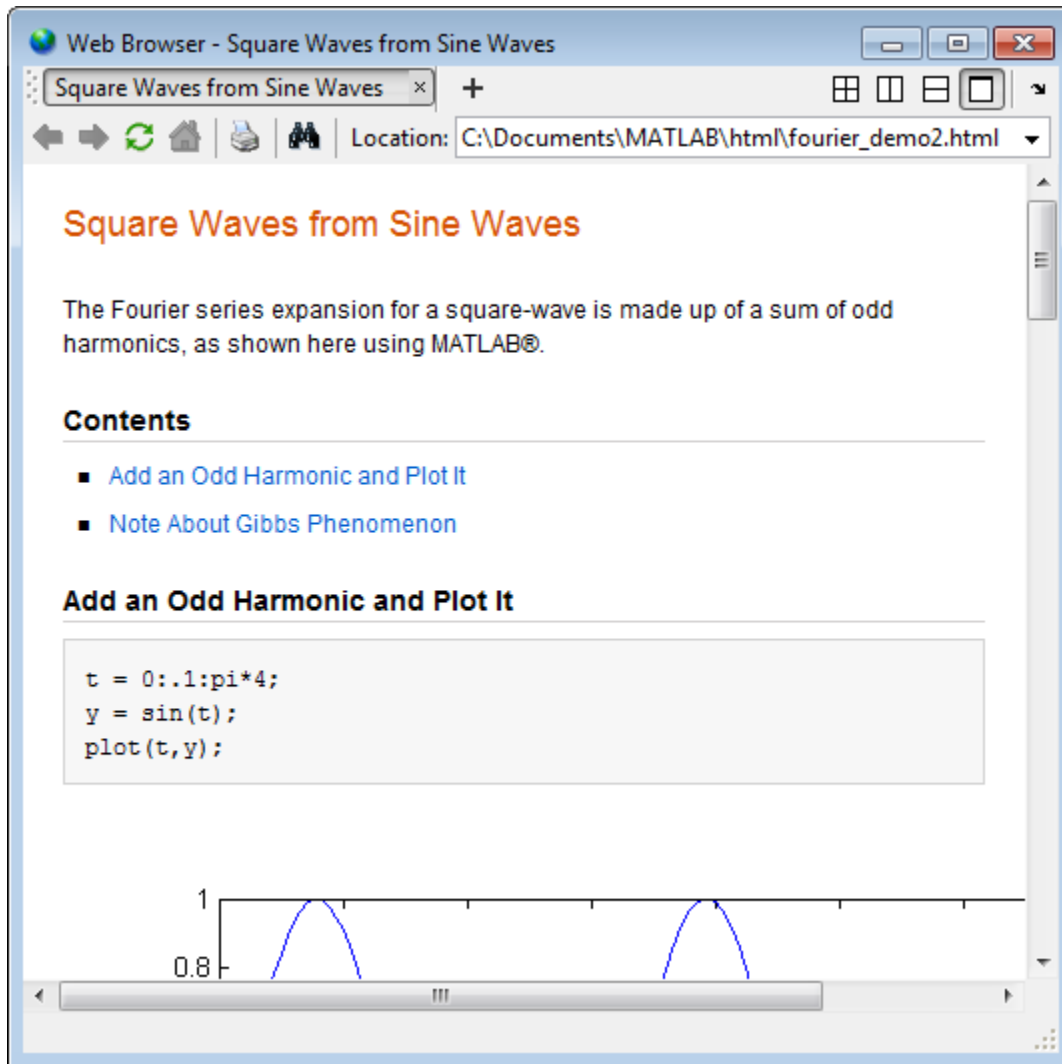 Web Browser - Square Waves from Sine Waves
Square Waves from Sine Waves
Location: C:\Documents\MATLAB\html\fourier_demo2.html
Square Waves from Sine Waves
The Fourier series expansion for a square-wave is made up of a sum of odd
harmonics, as shown here using MATLAB®.
Contents
Add an Odd Harmonic and Plot It
Note About Gibbs Phenomenon
Add an Odd Harmonic and Plot It
t = 0:.1:pi*4;
y = sin(t);
plot(t,y);
1
0.8